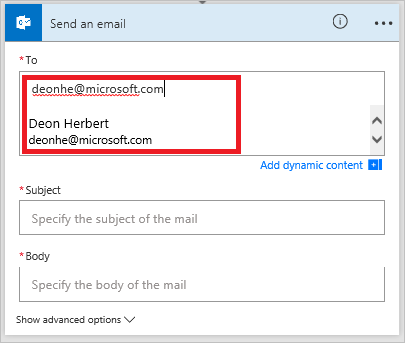 Send an email
*To
deonhe@microsoft.com
Deon Herbert
deonhe@microsoft.com
Add dynamic content
*Subject
Specify the subject of the mail
*Body
Specify the body of the mail
Show advanced options